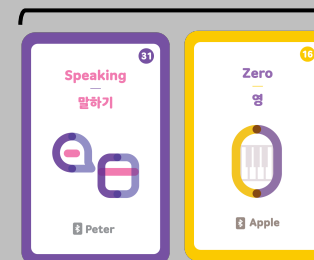 31
Speaking
말하기
Peter
16
Zero
영
Apple